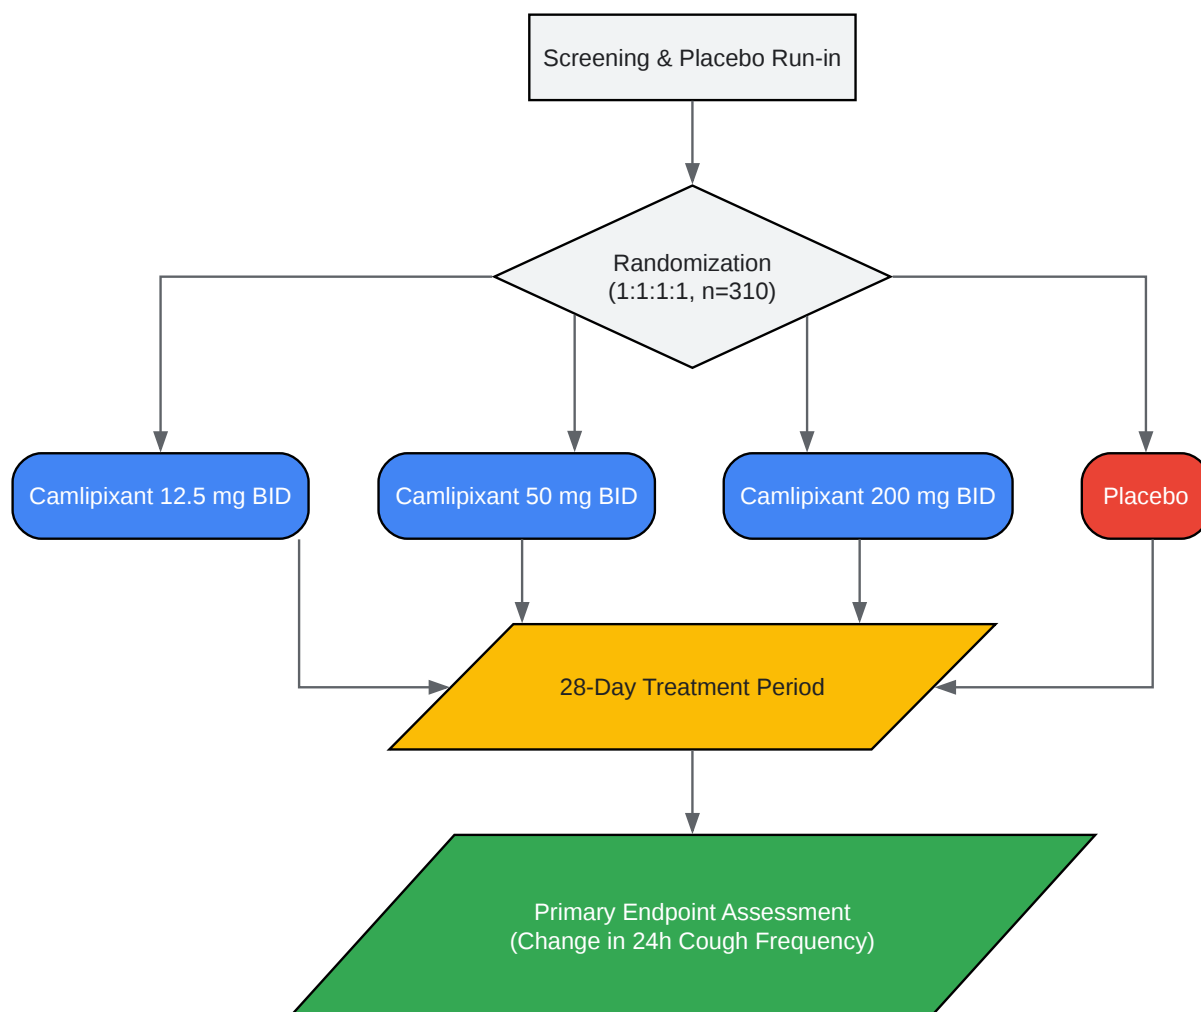 Screening & Placebo Run-in
Randomization
(1:1:1:1, n=310)
Camlipixant 12.5 mg BID
Camlipixant 50 mg BID
Camlipixant 200 mg BID
Placebo
28-Day Treatment Period
Primary Endpoint Assessment
(Change in 24h Cough Frequency)